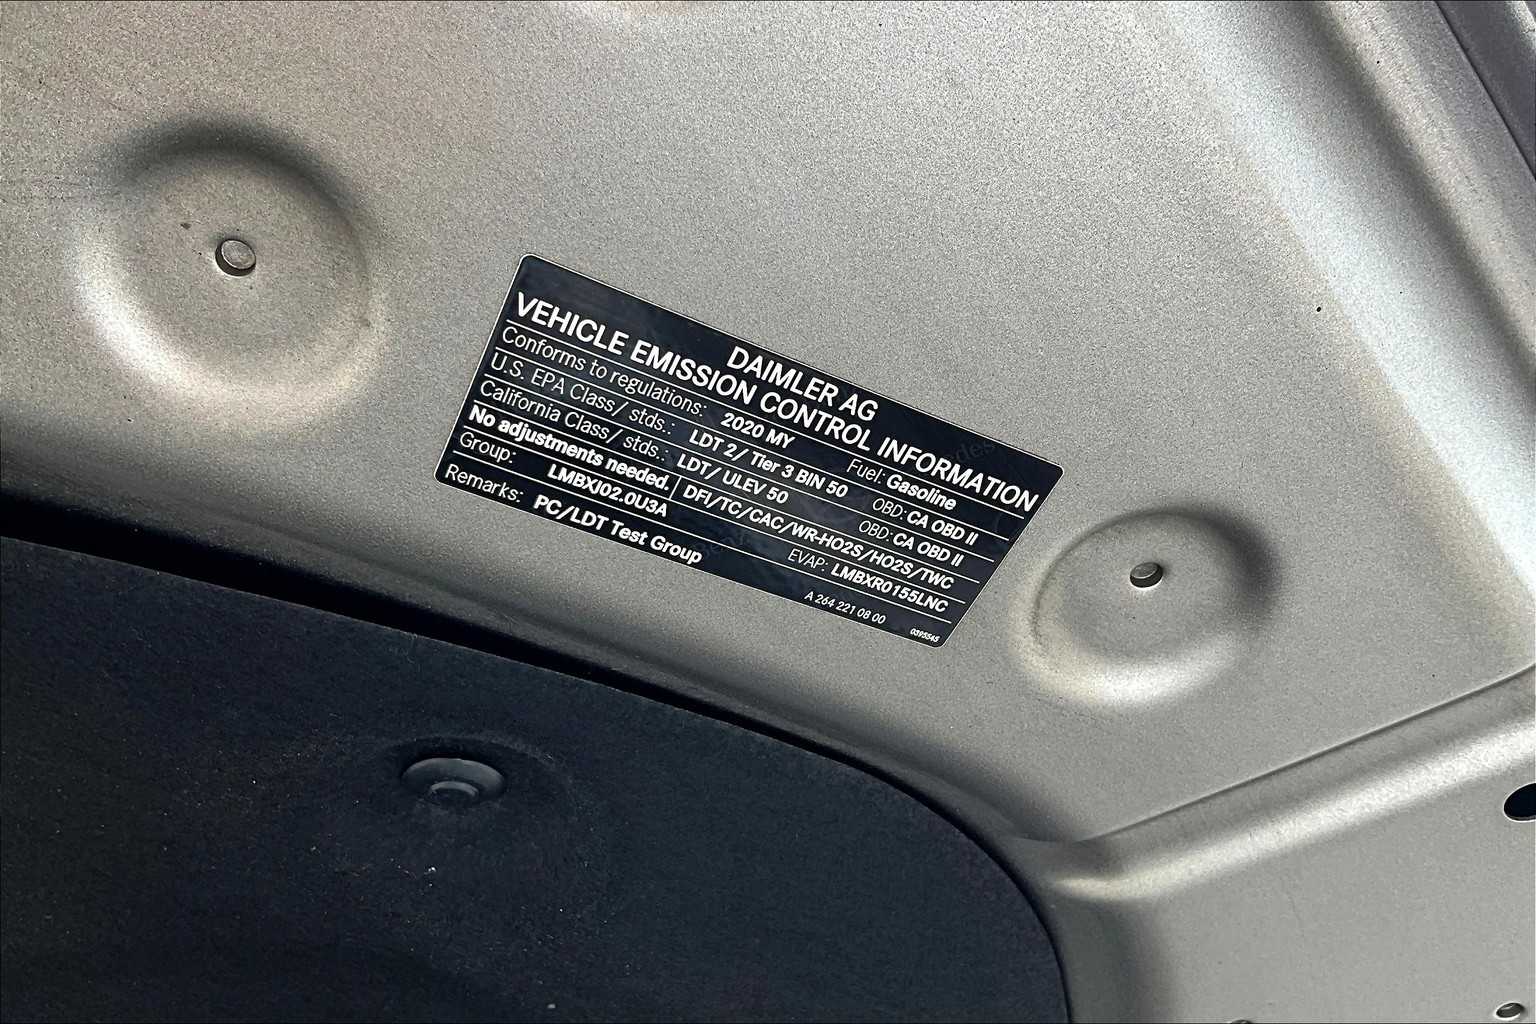 DAIMLER AG
VEHICLE EMISSION CONTROL INFORMATION
Conforms to regulations: 2020 MY Fuel: Gasoline
U.S. EPA Class/ stds.: LDT 2// Tier 3 BIN 50 OBD: CA OBD II
California Class/ stds.: LDT/ ULEV 50 OBD: CA OBD II
No adjustments needed. DFI/TC/CAC/WR-HO2S/HO2S/TWC
Group: LMBXJ02.0U3A EVAP: LMBXR0155LNC
Remarks: PC/LDT Test Group A 264 221 08 00